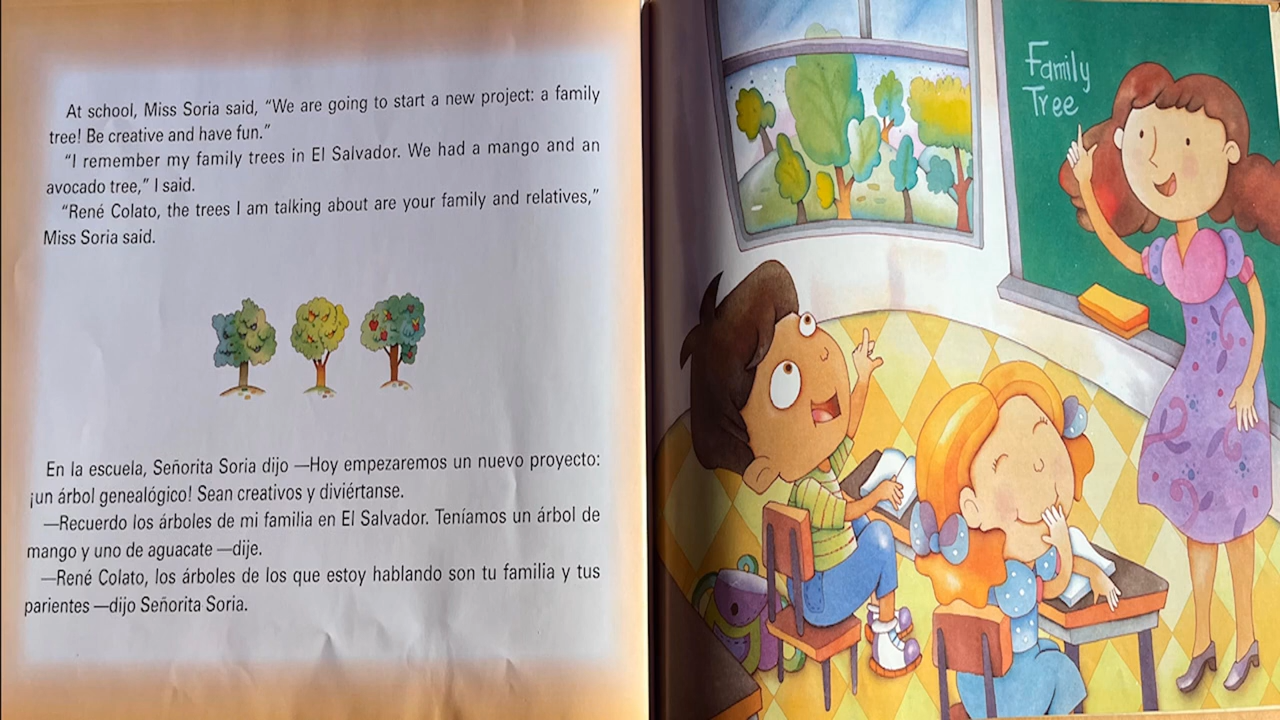 At school, Miss Soria said, “We are going to start a new project: a family
tree! Be creative and have fun.”
“I remember my family trees in El Salvador. We had a mango and an
avocado tree,” I said.
“René Colato, the trees I am talking about are your family and relatives,”
Miss Soria said.
En la escuela, Señorita Soria dijo —Hoy empezaremos un nuevo proyecto:
¡un árbol genealógico! Sean creativos y diviértanse.
—Recuerdo los árboles de mi familia en El Salvador. Teníamos un árbol de
mango y uno de aguacate —dije.
—René Colato, los árboles de los que estoy hablando son tu familia y tus
parientes —dijo Señorita Soria.
Family
Tree